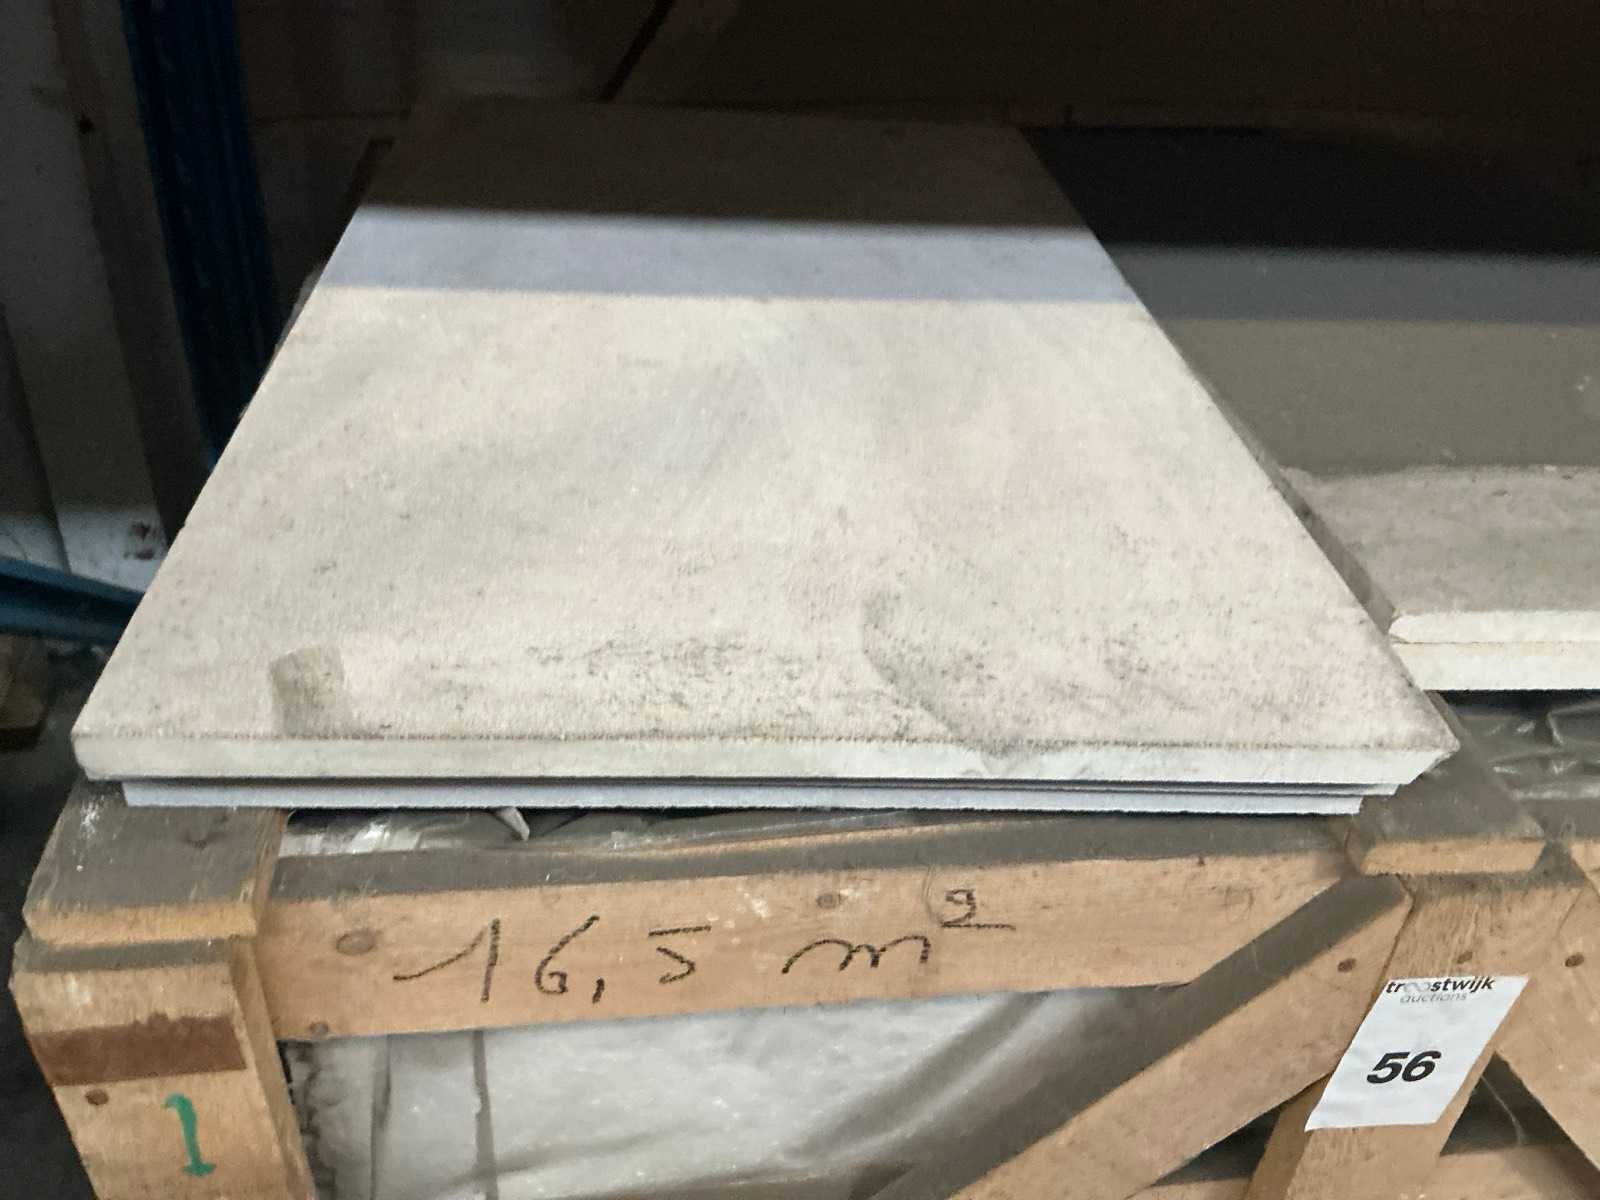 16,5 m²
troostwijk
auctions
56
1